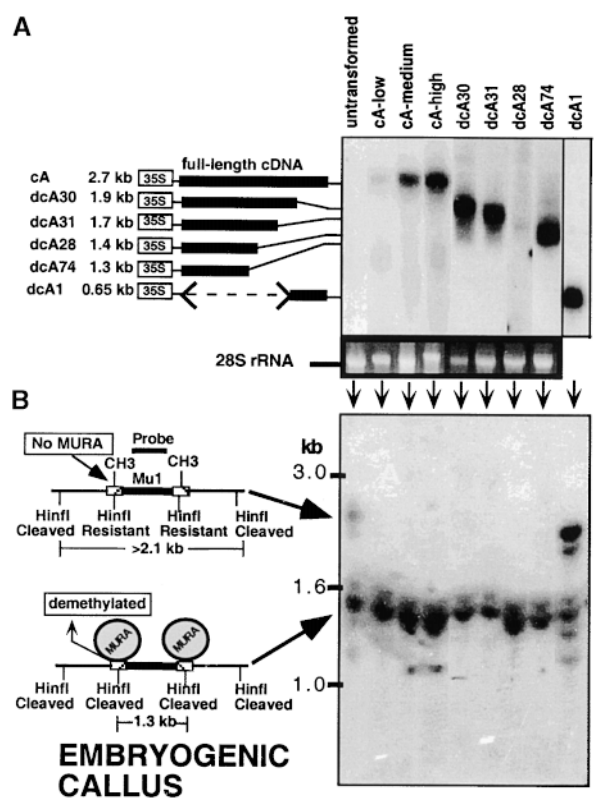 A
untransformed
cA-low
cA-medium
cA-high
dcA30
dcA31
dcA28
dcA74
dcA1
full-length cDNA
cA 2.7 kb 35S
dcA30 1.9 kb 35S
dcA31 1.7 kb 35S
dcA28 1.4 kb 35S
dcA74 1.3 kb 35S
dcA1 0.65 kb 35S
28S rRNA
B
No MURA
Probe
CH3 CH3
Mu1
HinfI HinfI HinfI HinfI
Cleaved Resistant Resistant Cleaved
>2.1 kb
kb
3.0
1.6
1.0
demethylated
MURA MURA
HinfI HinfI HinfI HinfI
Cleaved Cleaved Cleaved Cleaved
1.3 kb
EMBRYOGENIC
CALLUS